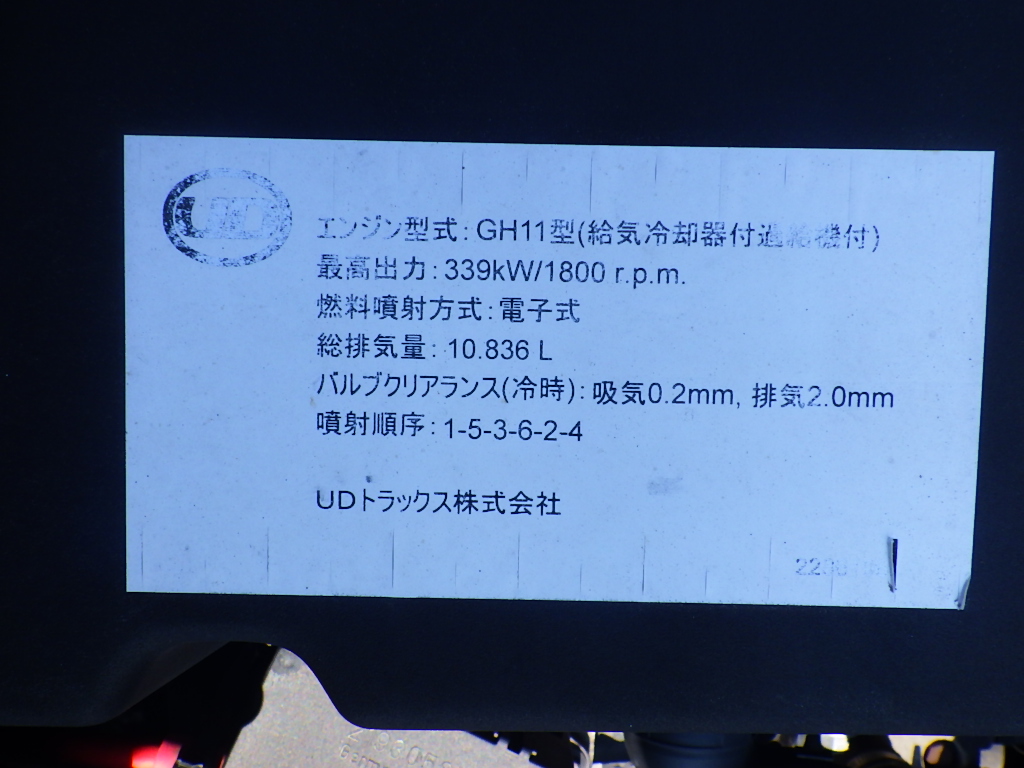 UD
エンジン型式: GH11型(給気冷却器付過給機付)
最高出力: 339kW/1800 r.p.m.
燃料噴射方式: 電子式
総排気量: 10.836 L
バルブクリアランス(冷時): 吸気0.2mm, 排気2.0mm
噴射順序: 1-5-3-6-2-4
UDトラックス株式会社